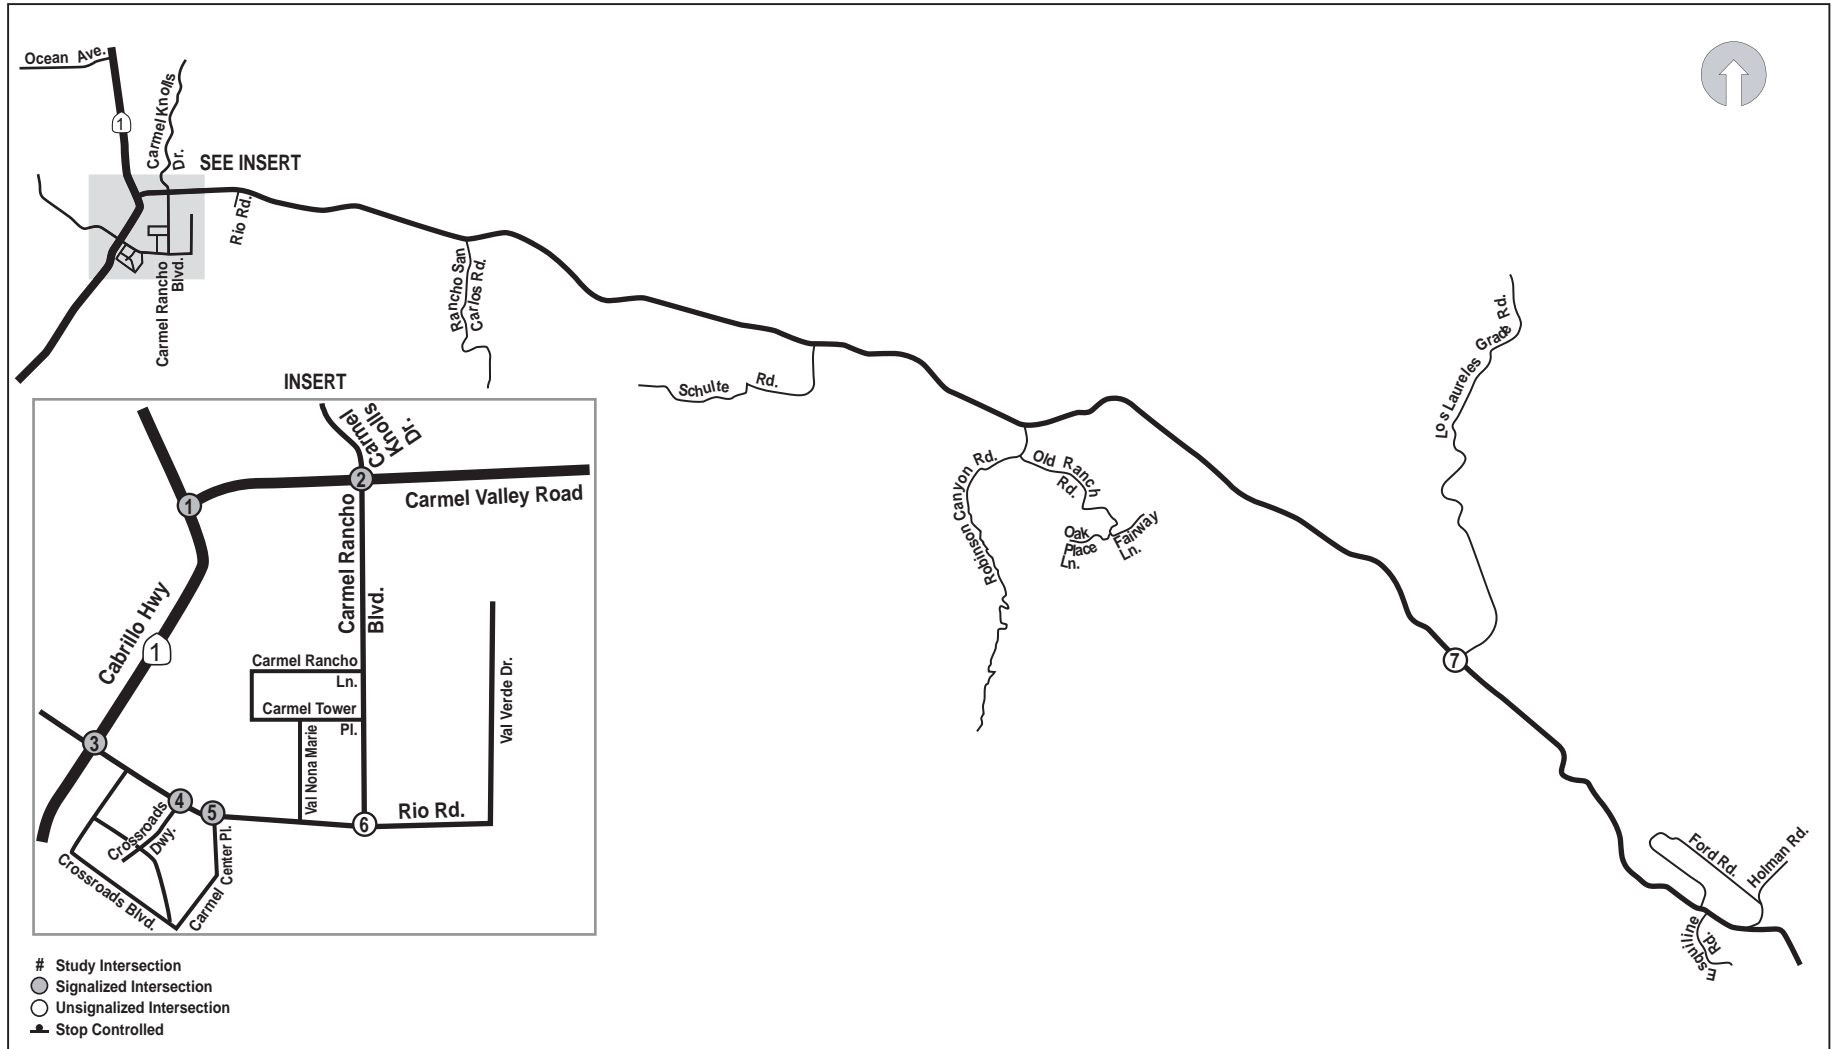 Ocean Ave.
1
Carmel Knolls
Dr.
SEE INSERT
Rio Rd.
Carmel Rancho
Blvd.
Rancho San
Carlos Rd.
Schulte Rd.
Robinson Canyon Rd.
Old Ranch
Rd.
Oak
Place
Ln.
Fairway
Ln.
Los Laureles Grade Rd.
7
Ford Rd.
Holman Rd.
Esquiline
Rd.
INSERT
Carmel
Knolls
Dr.
2
1
Carmel Valley Road
Carmel Rancho
Blvd.
Cabrillo Hwy
1
Carmel Rancho
Ln.
Carmel Tower
Pl.
Val Nona Marie
Val Verde Dr.
3
4
5
6
Rio Rd.
Crossroads
Dwy.
Crossroads Blvd.
Carmel Center Pl.
# Study Intersection
Signalized Intersection
Unsignalized Intersection
Stop Controlled